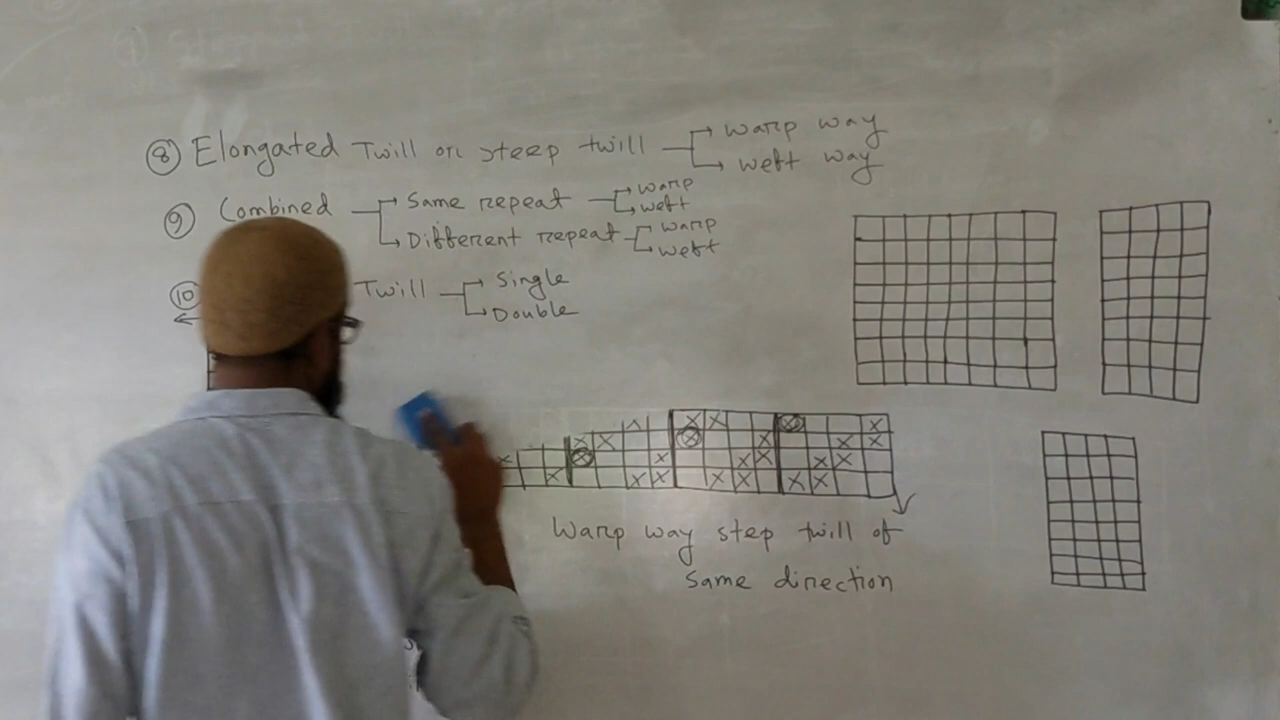 ⑧ Elongated Twill or steep twill warp way
weft way
⑨ Combined Same repeat warp
weft
Different repeat warp
weft
⑩ Twill Single
Double
Warp way step twill of
same direction